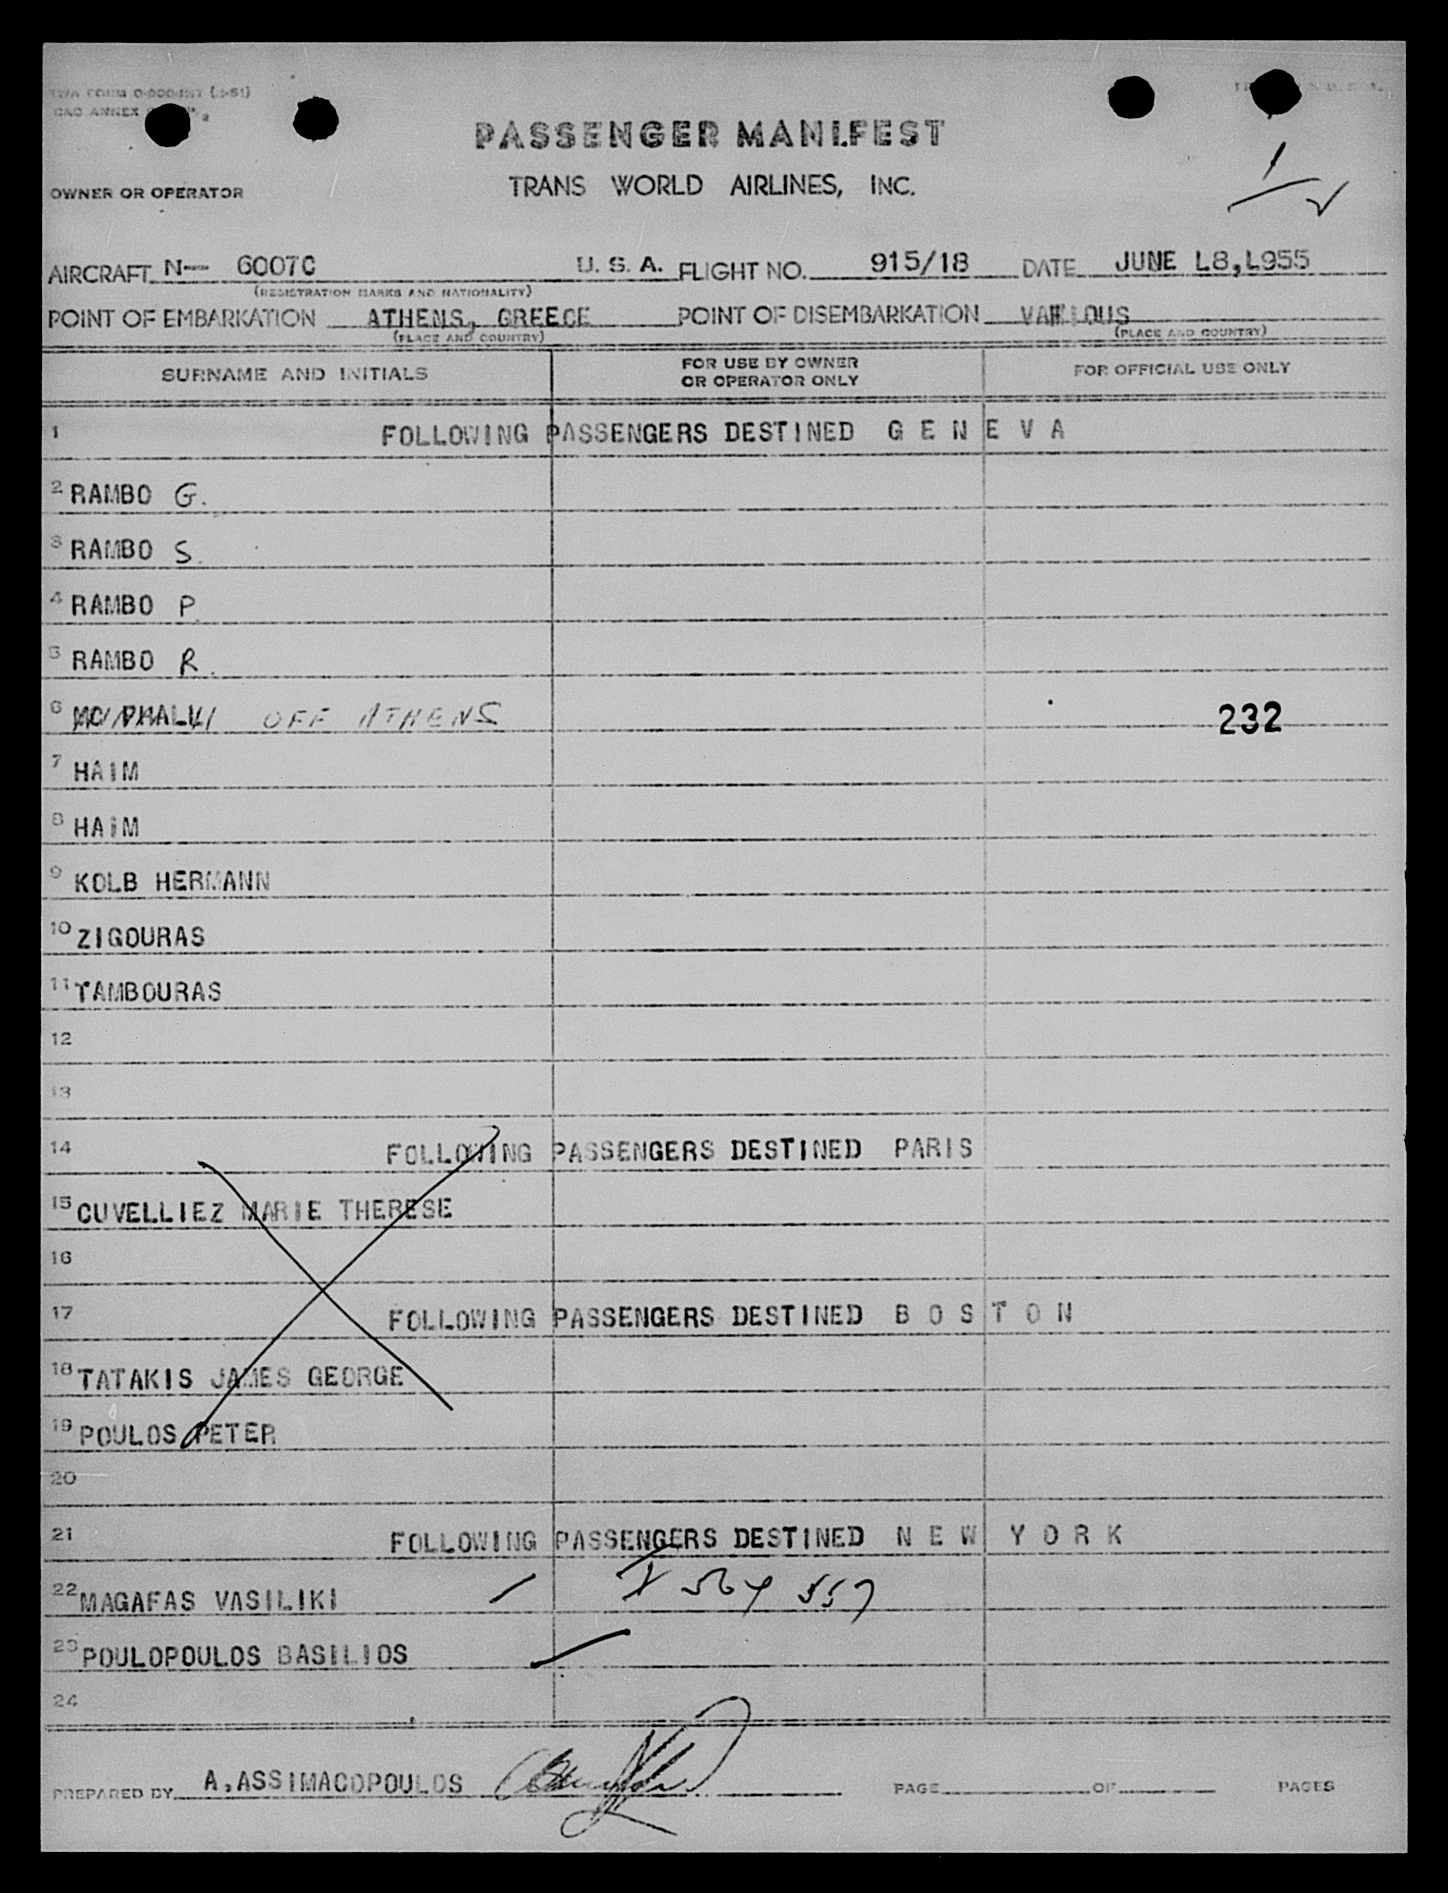 PASSENGER MANIFEST
OWNER OR OPERATOR TRANS WORLD AIRLINES, INC.
AIRCRAFT N-- 6007C U. S. A. FLIGHT NO. 915/18 DATE JUNE L8,L955
(REGISTRATION MARKS AND NATIONALITY)
POINT OF EMBARKATION ATHENS, GREECE POINT OF DISEMBARKATION VARIOUS
(PLACE AND COUNTRY) (PLACE AND COUNTRY)
SURNAME AND INITIALS FOR USE BY OWNER OR OPERATOR ONLY FOR OFFICIAL USE ONLY
1 FOLLOWING PASSENGERS DESTINED G E N E V A
2 RAMBO G.
3 RAMBO S.
4 RAMBO P.
5 RAMBO R.
6 OFF ATHENS 232
7 HAIM
8 HAIM
9 KOLB HERMANN
10 ZIGOURAS
11 TAMBOURAS
12
13
14 FOLLOWING PASSENGERS DESTINED PARIS
15 CUVELLIEZ MARIE THERESE
16
17 FOLLOWING PASSENGERS DESTINED B O S T O N
18 TATAKIS JAMES GEORGE
19 POULOS PETER
20
21 FOLLOWING PASSENGERS DESTINED N E W Y O R K
22 MAGAFAS VASILIKI
23 POULOPOULOS BASILIOS
24
PREPARED BY A.ASSIMACOPOULOS PAGE OF PAGES